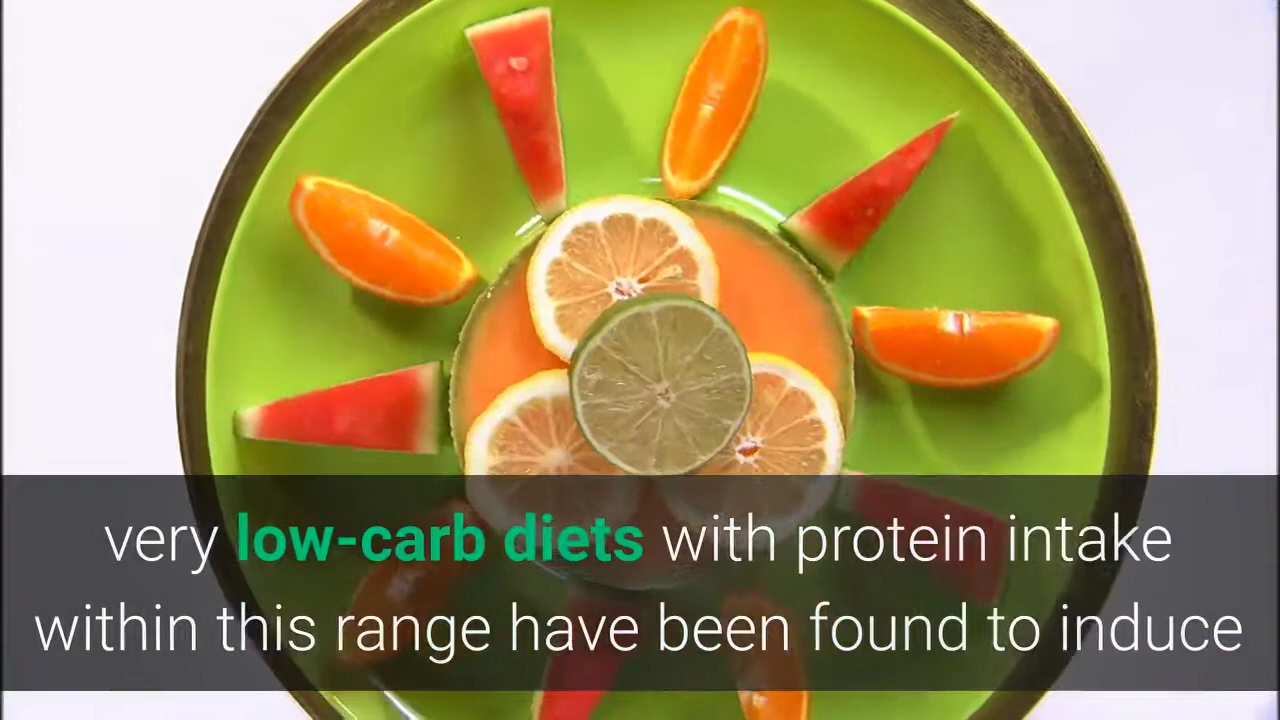 very low-carb diets with protein intake
within this range have been found to induce